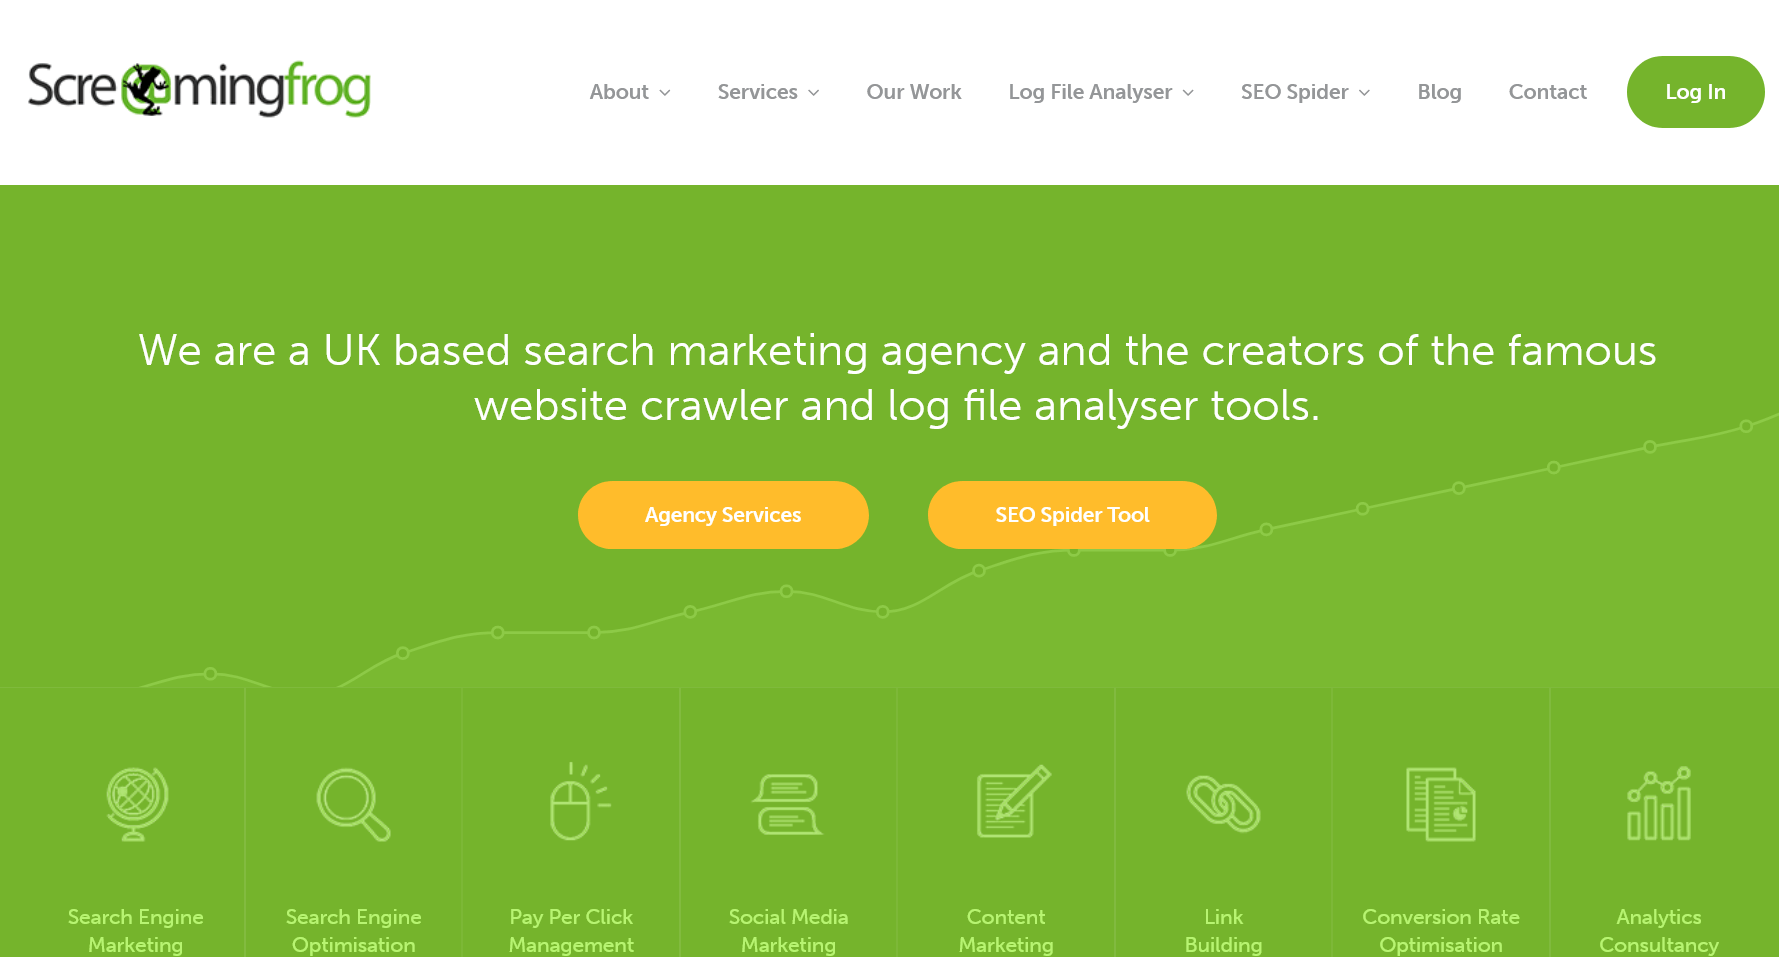 Screamingfrog
About
Services
Our Work
Log File Analyser
SEO Spider
Blog
Contact
Log In
We are a UK based search marketing agency and the creators of the famous
website crawler and log file analyser tools.
Agency Services
SEO Spider Tool
Search Engine
Marketing
Search Engine
Optimisation
Pay Per Click
Management
Social Media
Marketing
Content
Marketing
Link
Building
Conversion Rate
Optimisation
Analytics
Consultancy